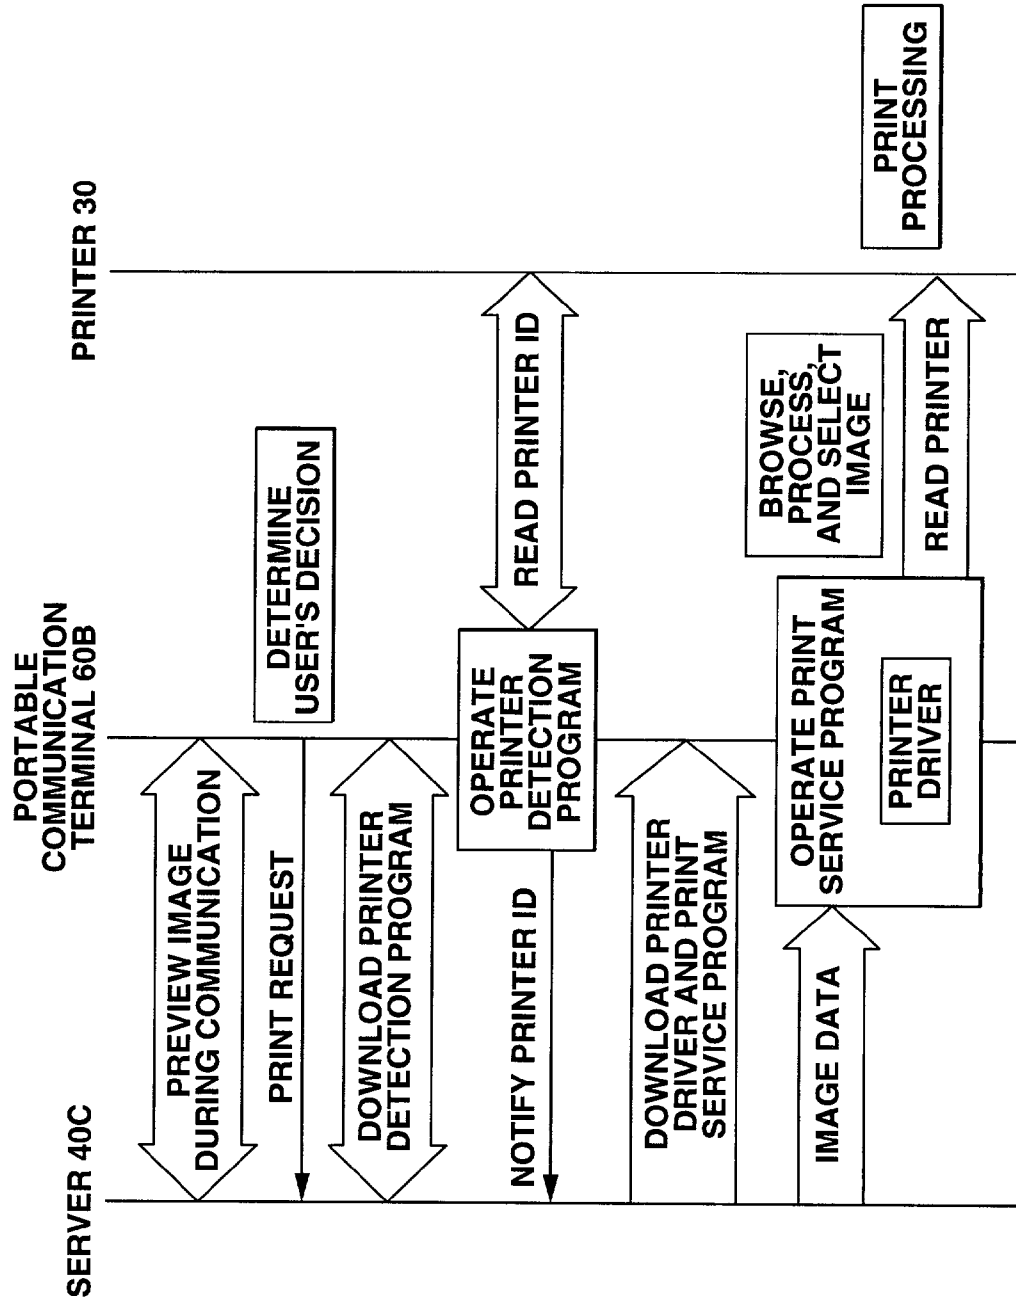 SERVER 40C
PORTABLE
COMMUNICATION
TERMINAL 60B
PRINTER 30
PREVIEW IMAGE
DURING COMMUNICATION
DETERMINE
USER'S DECISION
PRINT REQUEST
DOWNLOAD PRINTER
DETECTION PROGRAM
OPERATE
PRINTER
DETECTION
PROGRAM
READ PRINTER ID
NOTIFY PRINTER ID
DOWNLOAD PRINTER
DRIVER AND PRINT
SERVICE PROGRAM
IMAGE DATA
OPERATE PRINT
SERVICE PROGRAM
PRINTER
DRIVER
BROWSE,
PROCESS,
AND SELECT
IMAGE
READ PRINTER
PRINT
PROCESSING